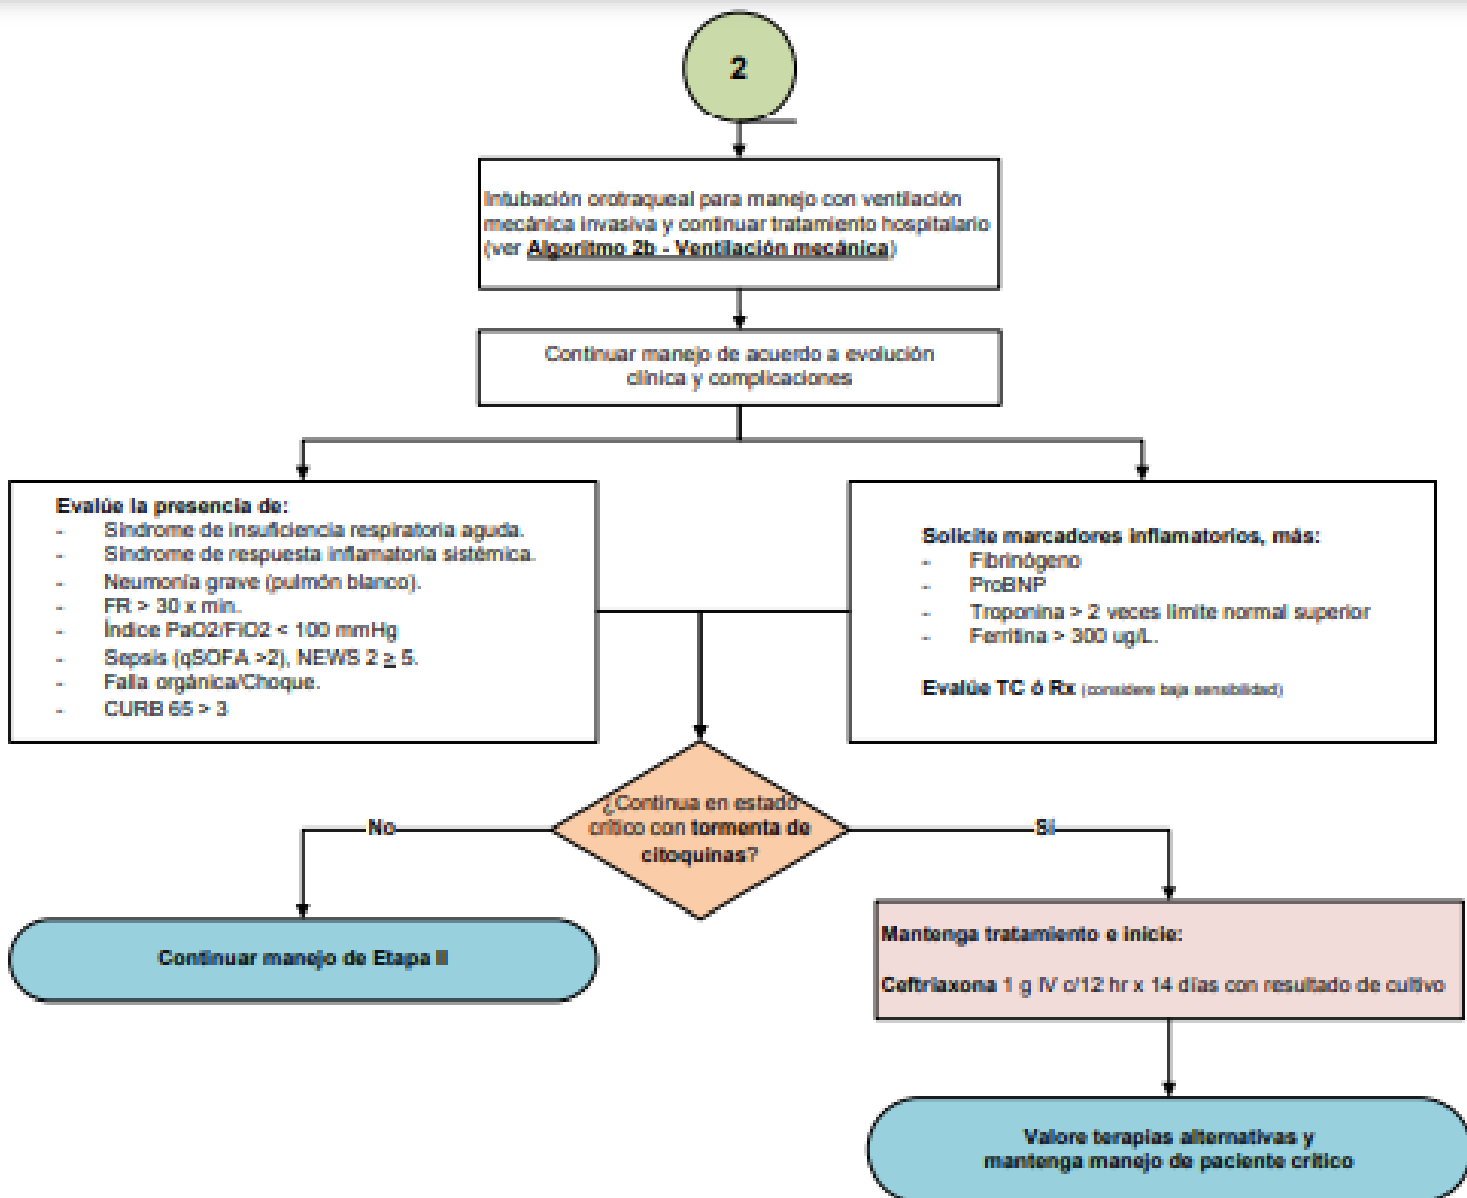 2
Intubación orotraqueal para manejo con ventilación
mecánica invasiva y continuar tratamiento hospitalario
(ver Algoritmo 2b - Ventilación mecánica)
Continuar manejo de acuerdo a evolución
clínica y complicaciones
Evalúe la presencia de:
- Síndrome de insuficiencia respiratoria aguda.
- Síndrome de respuesta inflamatoria sistémica.
- Neumonía grave (pulmón blanco).
- FR > 30 x min.
- Índice PaO2/FiO2 < 100 mmHg
- Sepsis (qSOFA >2), NEWS 2 ≥ 5.
- Falla orgánica/Choque.
- CURB 65 > 3
Solicite marcadores inflamatorios, más:
- Fibrinógeno
- ProBNP
- Troponina > 2 veces limite normal superior
- Ferritina > 300 ug/L.
Evalúe TC ó Rx (considere baja sensibilidad)
¿Continua en estado
crítico con tormenta de
citoquinas?
No
Sí
Continuar manejo de Etapa II
Mantenga tratamiento e inicie:
Ceftriaxona 1 g IV c/12 hr x 14 días con resultado de cultivo
Valore terapias alternativas y
mantenga manejo de paciente crítico